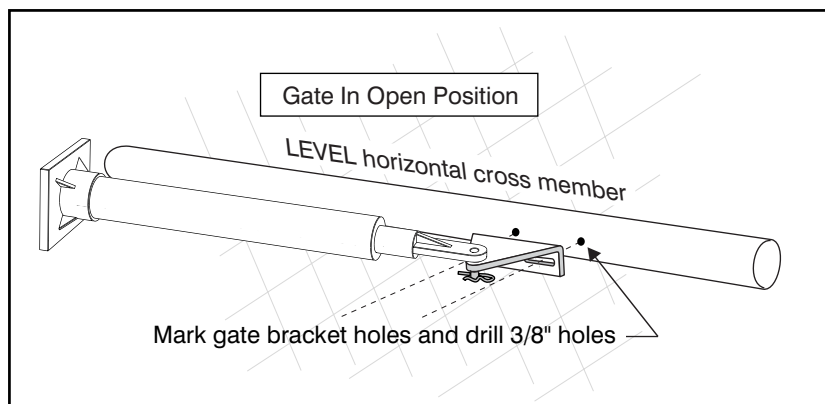 Gate In Open Position
LEVEL horizontal cross member
Mark gate bracket holes and drill 3/8" holes